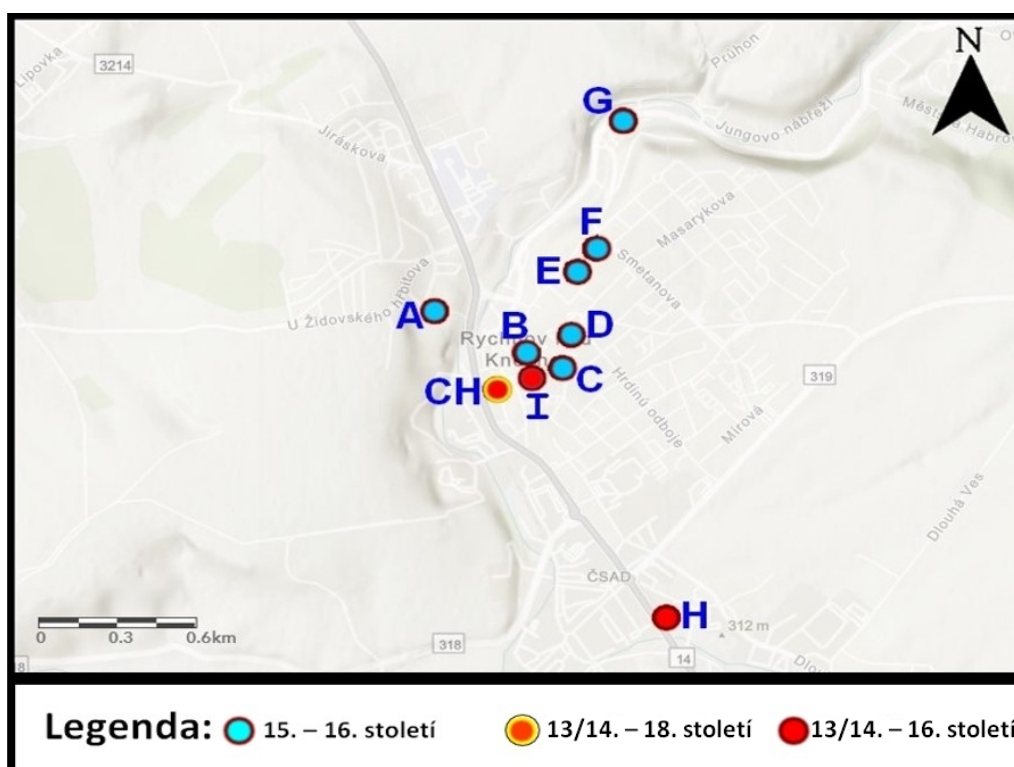 N
Lipovka
3214
Průhon
G
Jungovo nábřeží
Jiráskova
F
Masarykova
E
Smetanova
U Židovského hřbitova
A
B
D
Rychnov nad
C
CH
I
Hrdinů odboje
319
Mírová
Dlouhá Ves
ČSAD
H
312 m
0 0.3 0.6km
318
14
Legenda: 15. – 16. století 13/14. – 18. století 13/14. – 16. století